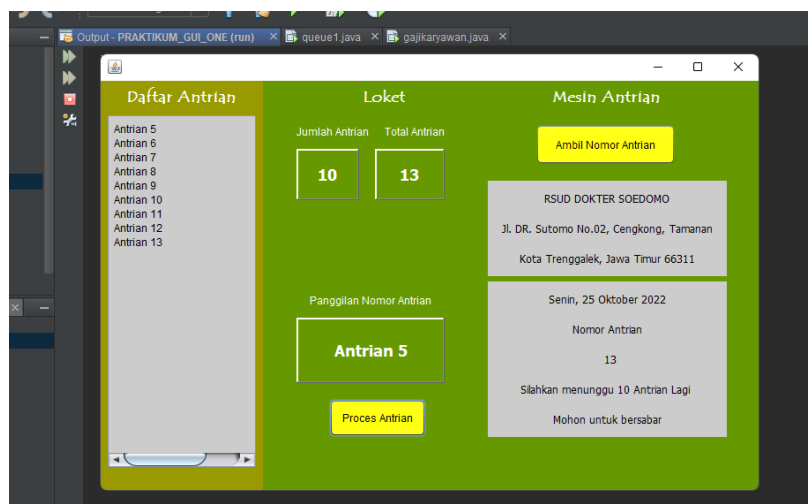 Output - PRAKTIKUM_GUI_ONE (run)
queue1.java
gajikaryawan.java
Daftar Antrian
Antrian 5
Antrian 6
Antrian 7
Antrian 8
Antrian 9
Antrian 10
Antrian 11
Antrian 12
Antrian 13
Loket
Jumlah Antrian
Total Antrian
10
13
Panggilan Nomor Antrian
Antrian 5
Proces Antrian
Mesin Antrian
Ambil Nomor Antrian
RSUD DOKTER SOEDOMO
Jl. DR. Sutomo No.02, Cengkong, Tamanan
Kota Trenggalek, Jawa Timur 66311
Senin, 25 Oktober 2022
Nomor Antrian
13
Silahkan menunggu 10 Antrian Lagi
Mohon untuk bersabar